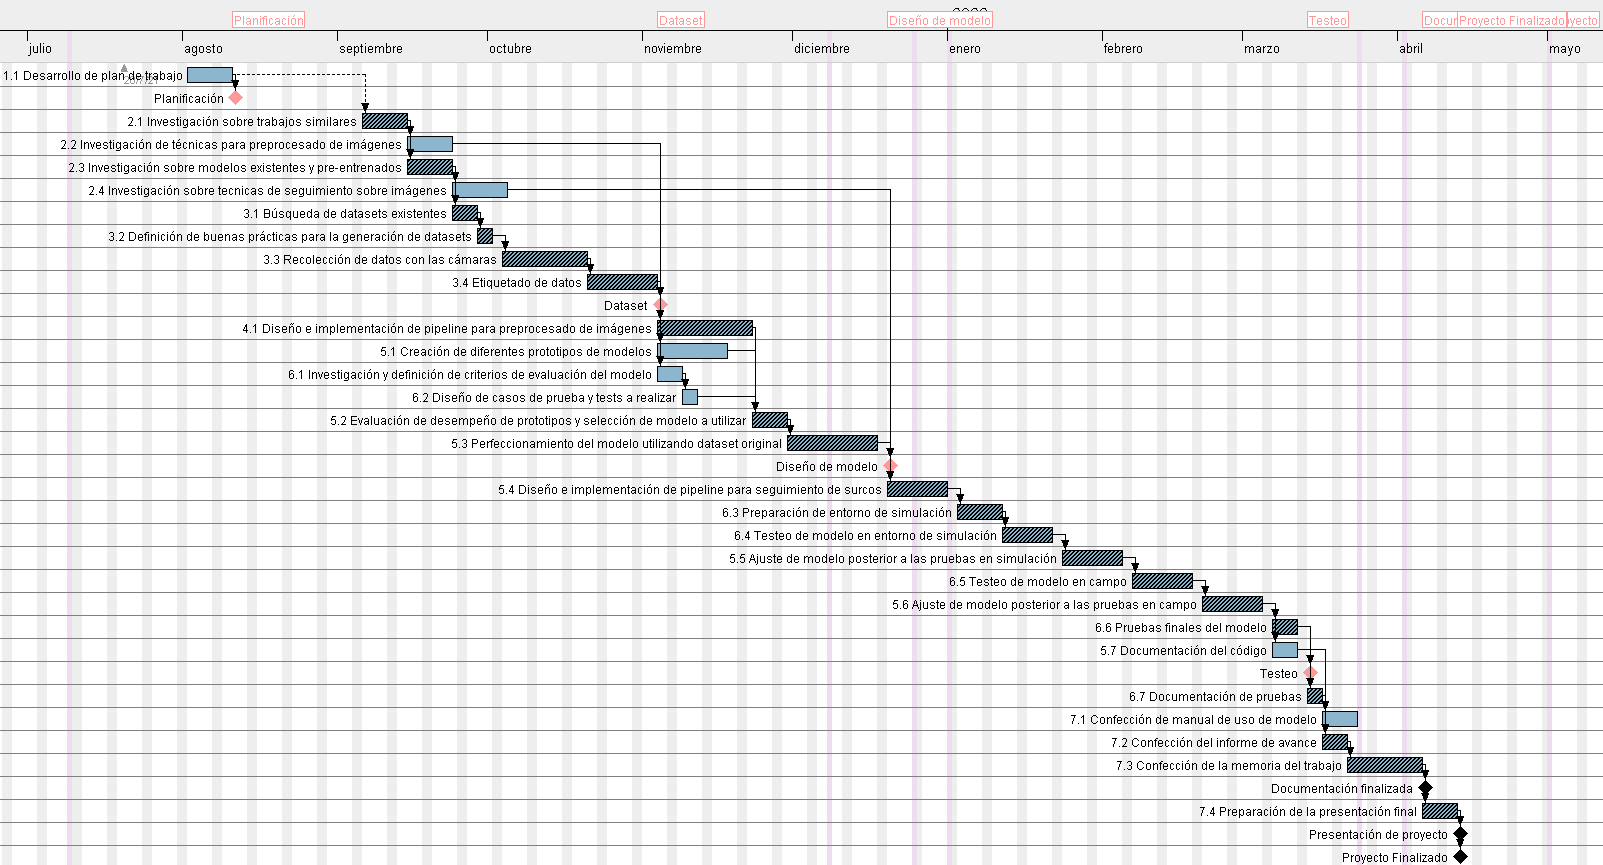 Planificación
Dataset
Diseño de modelo
Testeo
Docur
Proyecto Finalizado
yecto
julio
agosto
septiembre
octubre
noviembre
diciembre
enero
febrero
marzo
abril
mayo
1.1 Desarrollo de plan de trabajo
Planificación
2.1 Investigación sobre trabajos similares
2.2 Investigación de técnicas para preprocesado de imágenes
2.3 Investigación sobre modelos existentes y pre-entrenados
2.4 Investigación sobre tecnicas de seguimiento sobre imágenes
3.1 Búsqueda de datasets existentes
3.2 Definición de buenas prácticas para la generación de datasets
3.3 Recolección de datos con las cámaras
3.4 Etiquetado de datos
Dataset
4.1 Diseño e implementación de pipeline para preprocesado de imágenes
5.1 Creación de diferentes prototipos de modelos
6.1 Investigación y definición de criterios de evaluación del modelo
6.2 Diseño de casos de prueba y tests a realizar
5.2 Evaluación de desempeño de prototipos y selección de modelo a utilizar
5.3 Perfeccionamiento del modelo utilizando dataset original
Diseño de modelo
5.4 Diseño e implementación de pipeline para seguimiento de surcos
6.3 Preparación de entorno de simulación
6.4 Testeo de modelo en entorno de simulación
5.5 Ajuste de modelo posterior a las pruebas en simulación
6.5 Testeo de modelo en campo
5.6 Ajuste de modelo posterior a las pruebas en campo
6.6 Pruebas finales del modelo
5.7 Documentación del código
Testeo
6.7 Documentación de pruebas
7.1 Confección de manual de uso de modelo
7.2 Confección del informe de avance
7.3 Confección de la memoria del trabajo
Documentación finalizada
7.4 Preparación de la presentación final
Presentación de proyecto
Proyecto Finalizado